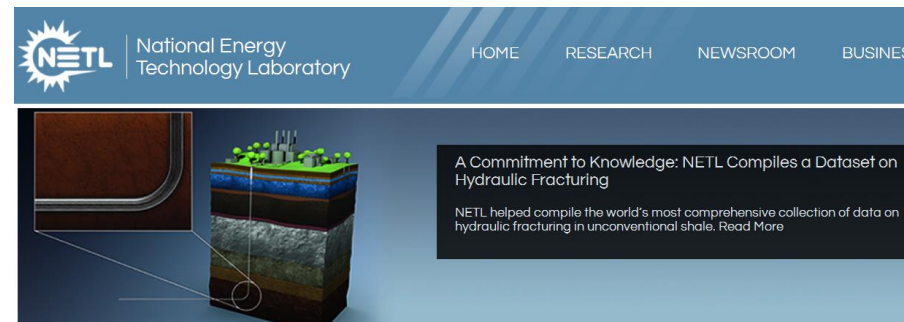 NETL
National Energy
Technology Laboratory
HOME RESEARCH NEWSROOM BUSINES
A Commitment to Knowledge: NETL Compiles a Dataset on
Hydraulic Fracturing
NETL helped compile the world's most comprehensive collection of data on
hydraulic fracturing in unconventional shale. Read More